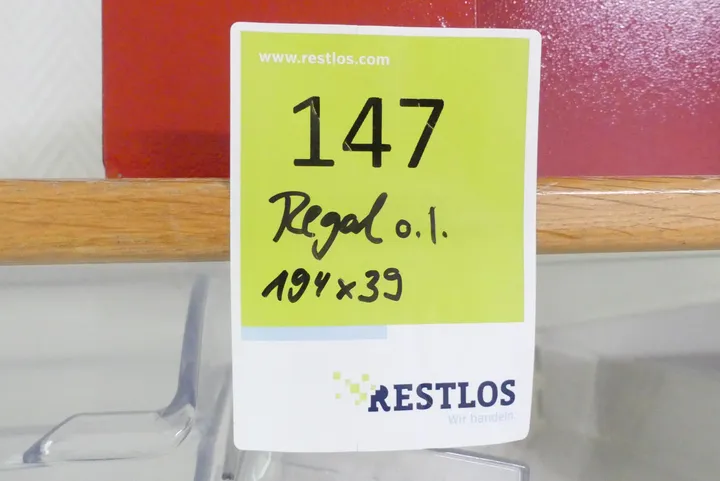 www.restlos.com
147
Regal o.l.
194x39
RESTLOS
Wir handeln